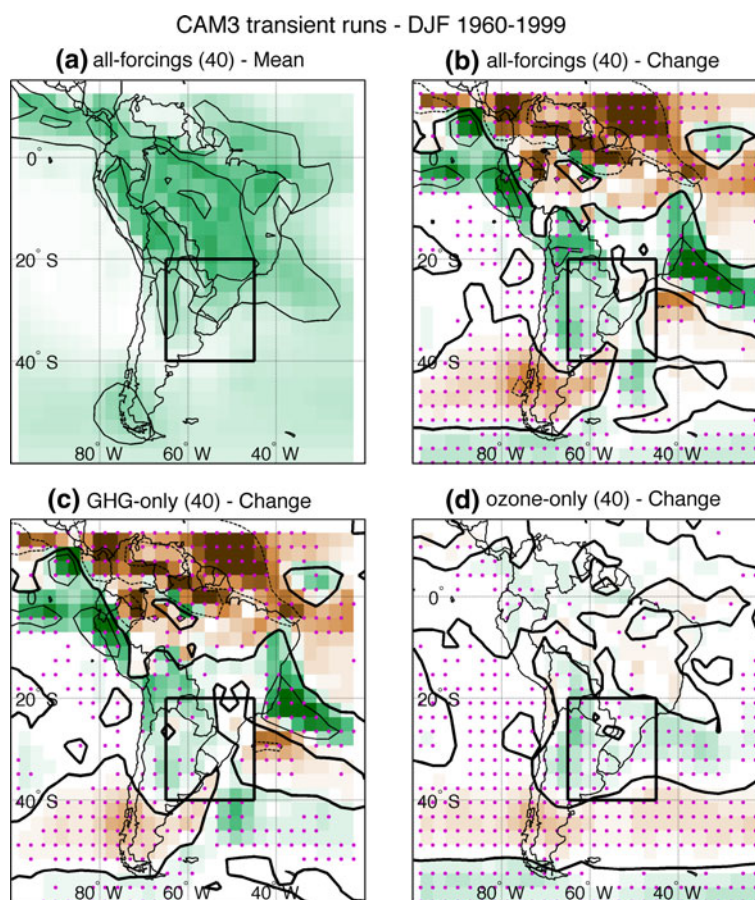 CAM3 transient runs - DJF 1960-1999
(a) all-forcings (40) - Mean
(b) all-forcings (40) - Change
0°
20° S
40° S
80° W 60° W 40° W
0°
20° S
40° S
80° W 60° W 40° W
(c) GHG-only (40) - Change
(d) ozone-only (40) - Change
0°
20° S
40° S
80° W 60° W 40° W
0°
20° S
40° S
80° W 60° W 40° W